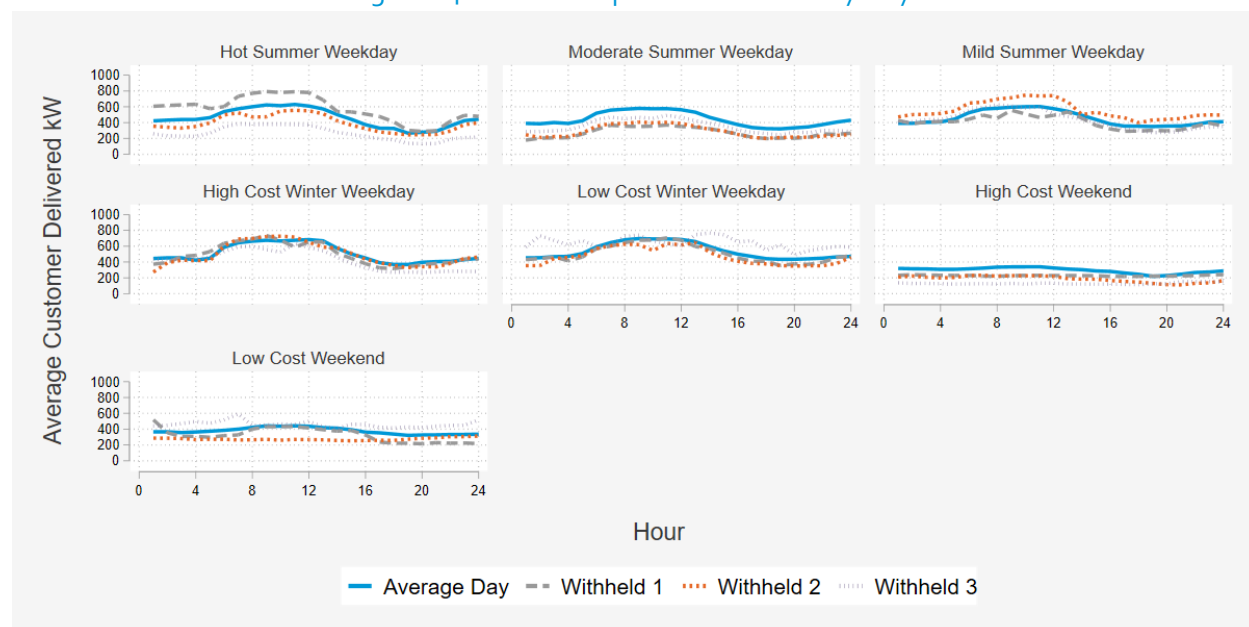 Hot Summer Weekday Moderate Summer Weekday Mild Summer Weekday
1000
800
600
400
200
0
High Cost Winter Weekday Low Cost Winter Weekday High Cost Weekend
1000
800
600
400
200
0
0 4 8 12 16 20 24 0 4 8 12 16 20 24
Low Cost Weekend
1000
800
600
400
200
0
0 4 8 12 16 20 24
Average Customer Delivered kW
Hour
Average Day Withheld 1 Withheld 2 Withheld 3